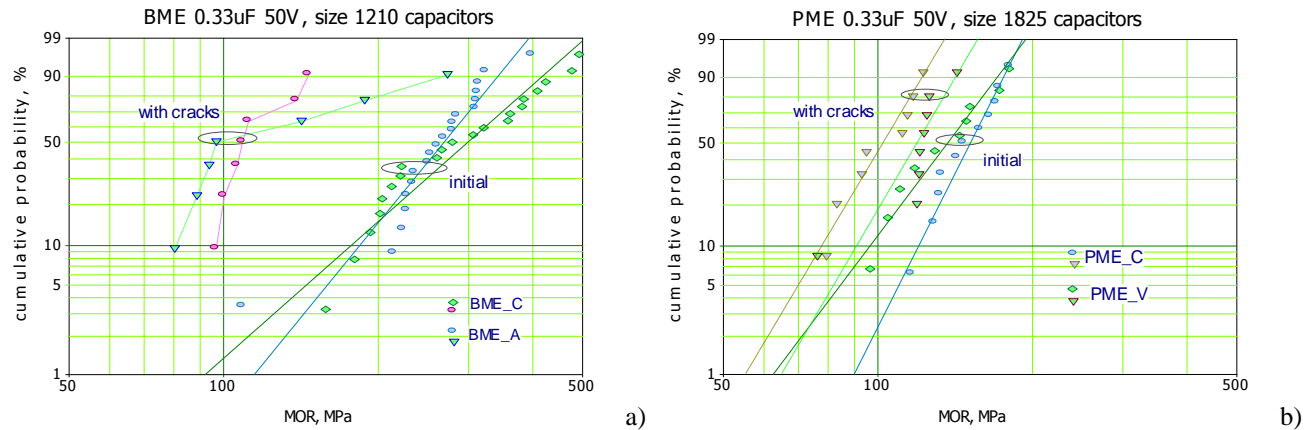 BME 0.33uF 50V, size 1210 capacitors
99
90
50
10
5
1
cumulative probability, %
with cracks
initial
BME_C
BME_A
50
100
500
MOR, MPa
a)
PME 0.33uF 50V, size 1825 capacitors
99
90
50
10
5
1
cumulative probability, %
with cracks
initial
PME_C
PME_V
50
100
500
MOR, MPa
b)